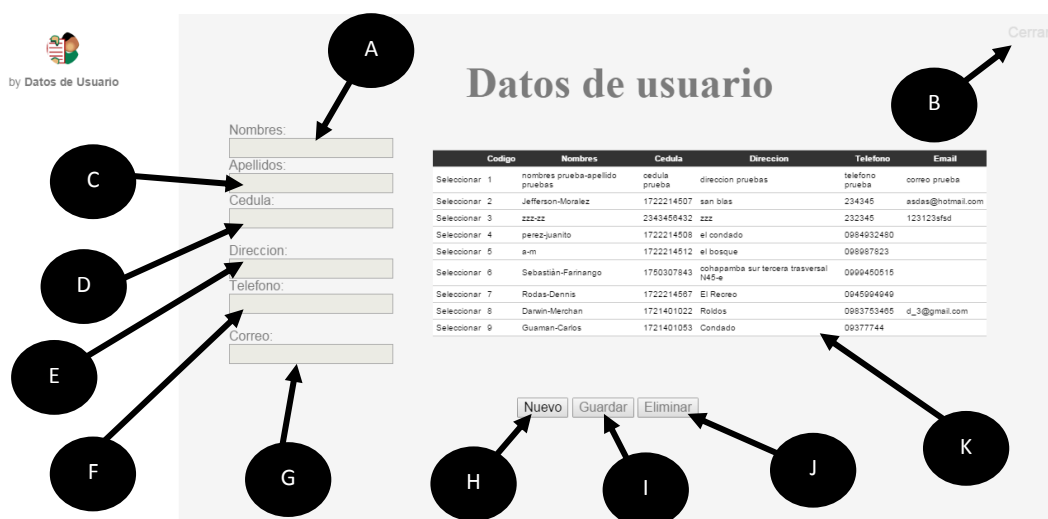 Cerrar
by Datos de Usuario
Datos de usuario
A
B
C
D
E
F
G
H
I
J
K
Nombres:
Apellidos:
Cedula:
Direccion:
Telefono:
Correo:
Codigo Nombres Cedula Direccion Telefono Email
Seleccionar 1 nombres prueba-apellido pruebas cedula prueba direccion pruebas telefono prueba correo prueba
Seleccionar 2 Jefferson-Moralez 1722214507 san blas 234345 asdas@hotmail.com
Seleccionar 3 zzz-zz 2343456432 zzz 232345 123123sfsd
Seleccionar 4 perez-juanito 1722214508 el condado 0984932480
Seleccionar 5 a-m 1722214512 el bosque 098987823
Seleccionar 6 Sebastián-Farinango 1750307843 cohapamba sur tercera trasversal N45-e 0999450515
Seleccionar 7 Rodas-Dennis 1722214567 El Recreo 0945994949
Seleccionar 8 Darwin-Merchan 1721401022 Roldos 0983753465 d_3@gmail.com
Seleccionar 9 Guaman-Carlos 1721401053 Condado 09377744
Nuevo Guardar Eliminar